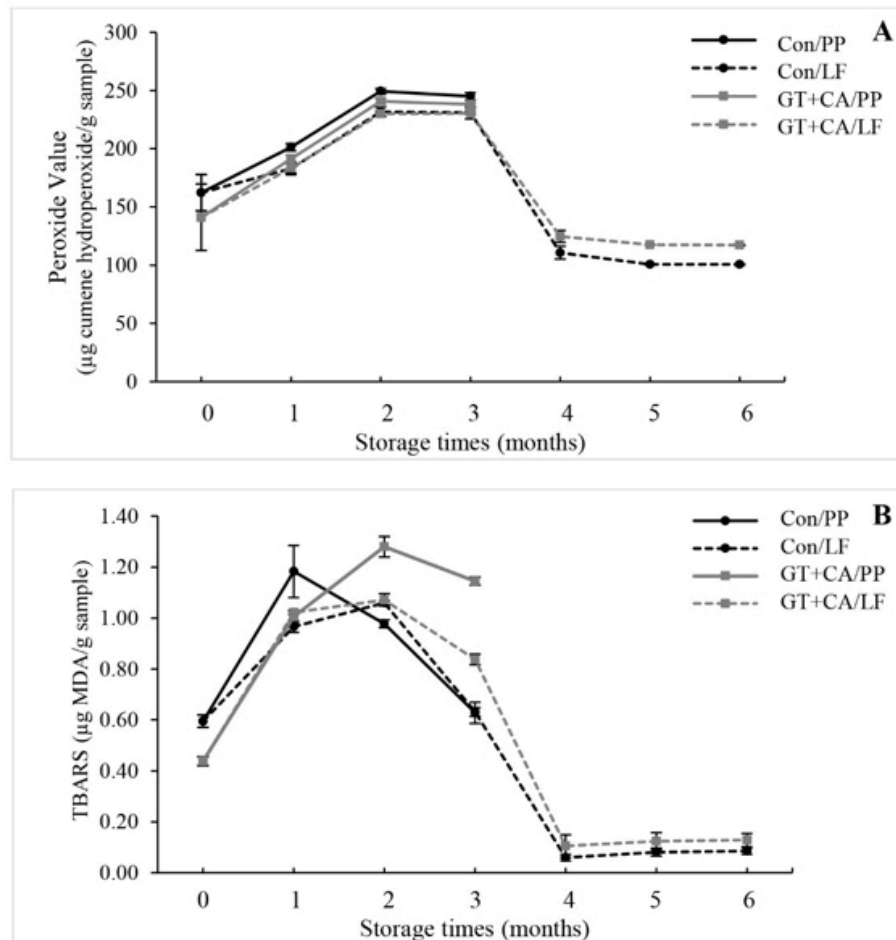 A
300
250
200
150
100
50
0
Peroxide Value
(µg cumene hydroperoxide/g sample)
Con/PP
Con/LF
GT+CA/PP
GT+CA/LF
0 1 2 3 4 5 6
Storage times (months)
B
1.40
1.20
1.00
0.80
0.60
0.40
0.20
0.00
TBARS (µg MDA/g sample)
Con/PP
Con/LF
GT+CA/PP
GT+CA/LF
0 1 2 3 4 5 6
Storage times (months)